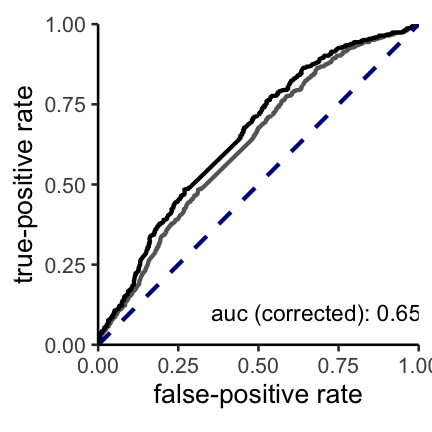 1.00
0.75
true-positive rate
0.50
0.25
auc (corrected): 0.65
0.00
0.00 0.25 0.50 0.75 1.00
false-positive rate